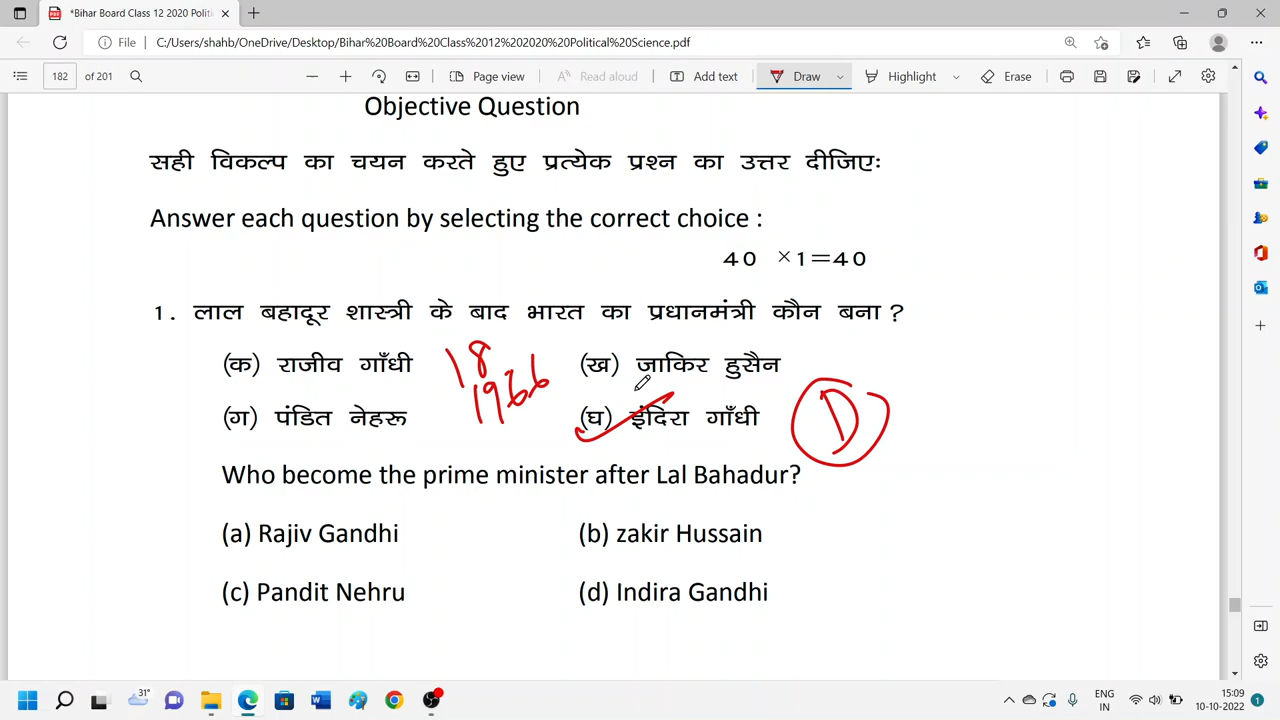 *Bihar Board Class 12 2020 Politi
File C:/Users/shahb/OneDrive/Desktop/Bihar%20Board%20Class%2012%202020%20Political%20Science.pdf
182 of 201 Page view Read aloud Add text Draw Highlight Erase
Objective Question
सही विकल्प का चयन करते हुए प्रत्येक प्रश्न का उत्तर दीजिएः
Answer each question by selecting the correct choice :
40 ×1=40
1. लाल बहादूर शास्त्री के बाद भारत का प्रधानमंत्री कौन बना ?
(क) राजीव गाँधी (ख) ज़ाकिर हुसैन
18
1966
(ग) पंडित नेहरू (घ) इंदिरा गाँधी D
Who become the prime minister after Lal Bahadur?
(a) Rajiv Gandhi (b) zakir Hussain
(c) Pandit Nehru (d) Indira Gandhi
31°
ENG 15:09
IN 10-10-2022 1